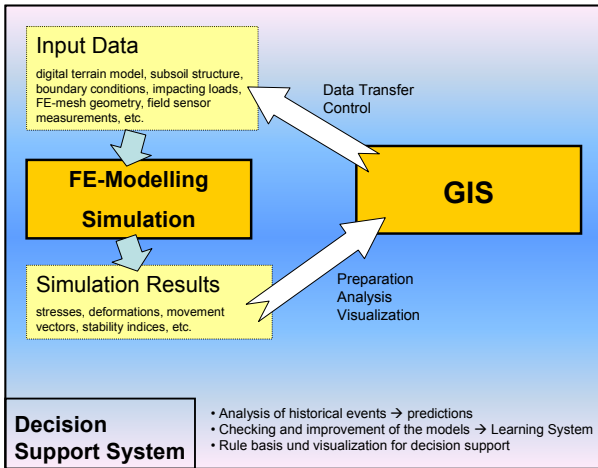 Input Data
digital terrain model, subsoil structure,
boundary conditions, impacting loads,
FE-mesh geometry, field sensor
measurements, etc.
Data Transfer
Control
FE-Modelling
Simulation
GIS
Simulation Results
stresses, deformations, movement
vectors, stability indices, etc.
Preparation
Analysis
Visualization
Decision
Support System
• Analysis of historical events → predictions
• Checking and improvement of the models → Learning System
• Rule basis und visualization for decision support